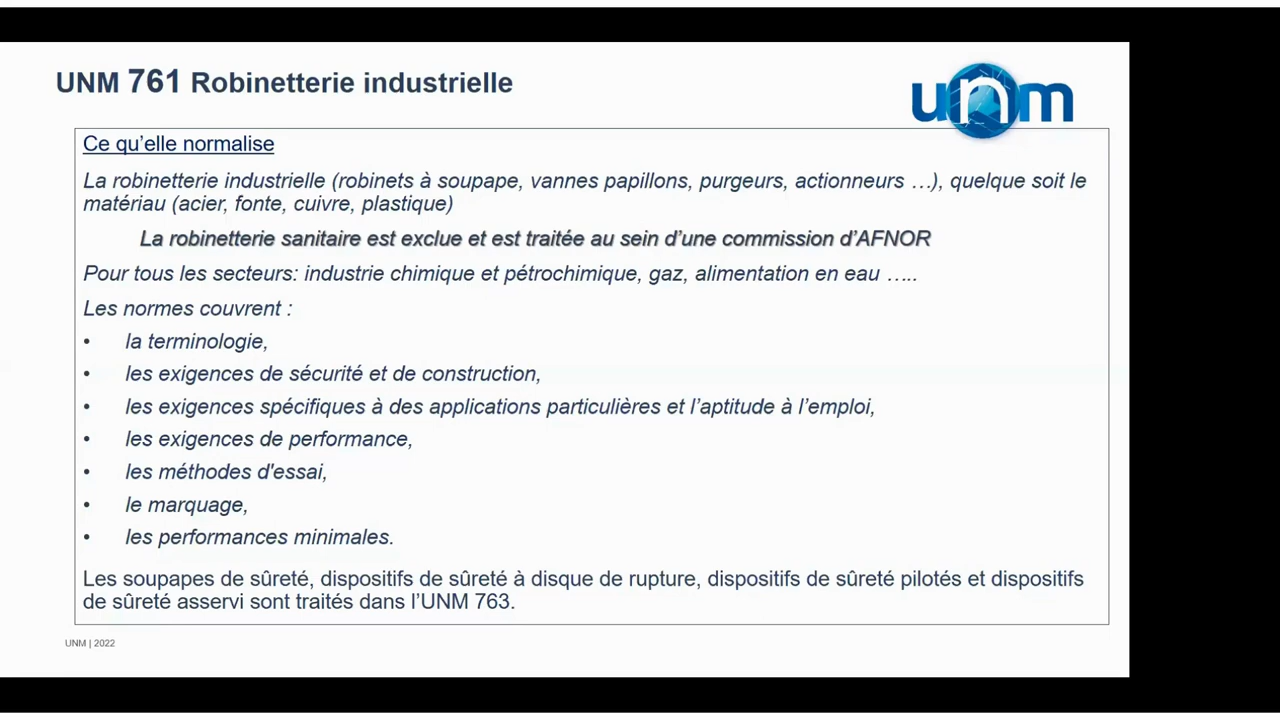 UNM 761 Robinetterie industrielle
unm
Ce qu’elle normalise
La robinetterie industrielle (robinets à soupape, vannes papillons, purgeurs, actionneurs …), quelque soit le
matériau (acier, fonte, cuivre, plastique)
La robinetterie sanitaire est exclue et est traitée au sein d’une commission d’AFNOR
Pour tous les secteurs: industrie chimique et pétrochimique, gaz, alimentation en eau …..
Les normes couvrent :
• la terminologie,
• les exigences de sécurité et de construction,
• les exigences spécifiques à des applications particulières et l’aptitude à l’emploi,
• les exigences de performance,
• les méthodes d'essai,
• le marquage,
• les performances minimales.
Les soupapes de sûreté, dispositifs de sûreté à disque de rupture, dispositifs de sûreté pilotés et dispositifs
de sûreté asservi sont traités dans l’UNM 763.
UNM | 2022